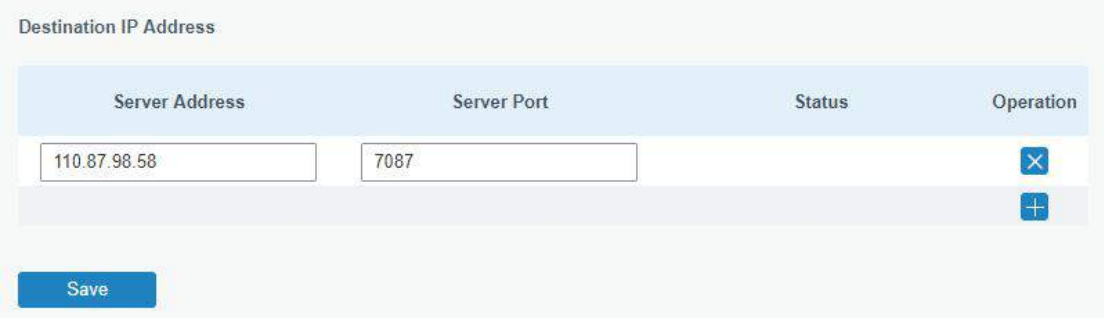 Destination IP Address
Server Address Server Port Status Operation
110.87.98.58 7087
Save